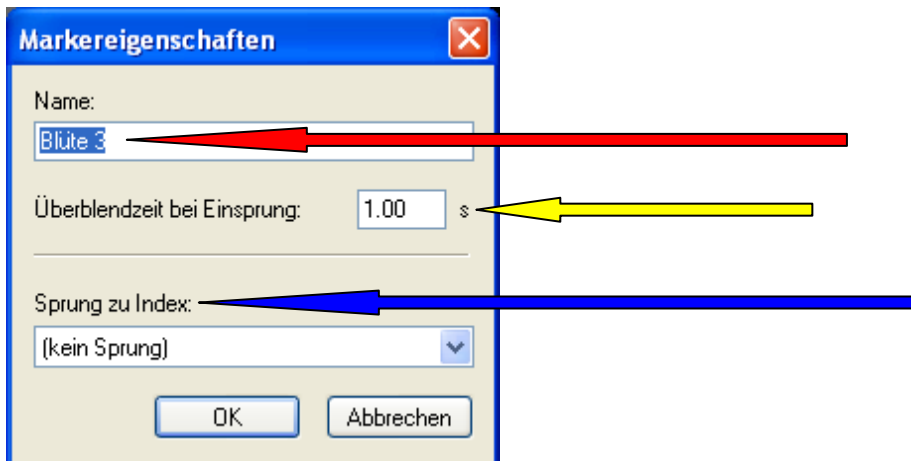 Markereigenschaften
Name:
Blüte 3
Überblendzeit bei Einsprung: 1.00 s
Sprung zu Index:
(kein Sprung)
OK Abbrechen